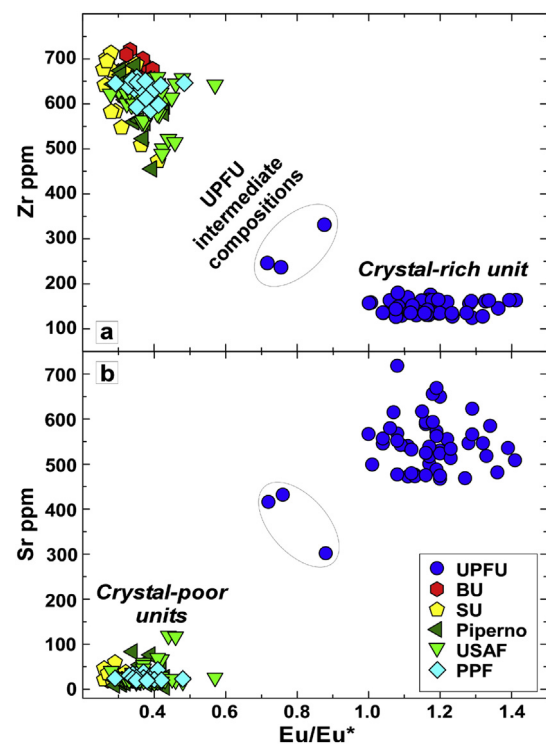 700
600
500
400
300
200
100
Zr ppm
UPFU
intermediate
compositions
Crystal-rich unit
a
b
700
600
500
400
300
200
100
0
Sr ppm
Crystal-poor
units
UPFU
BU
SU
Piperno
USAF
PPF
0.4 0.6 0.8 1.0 1.2 1.4
Eu/Eu*